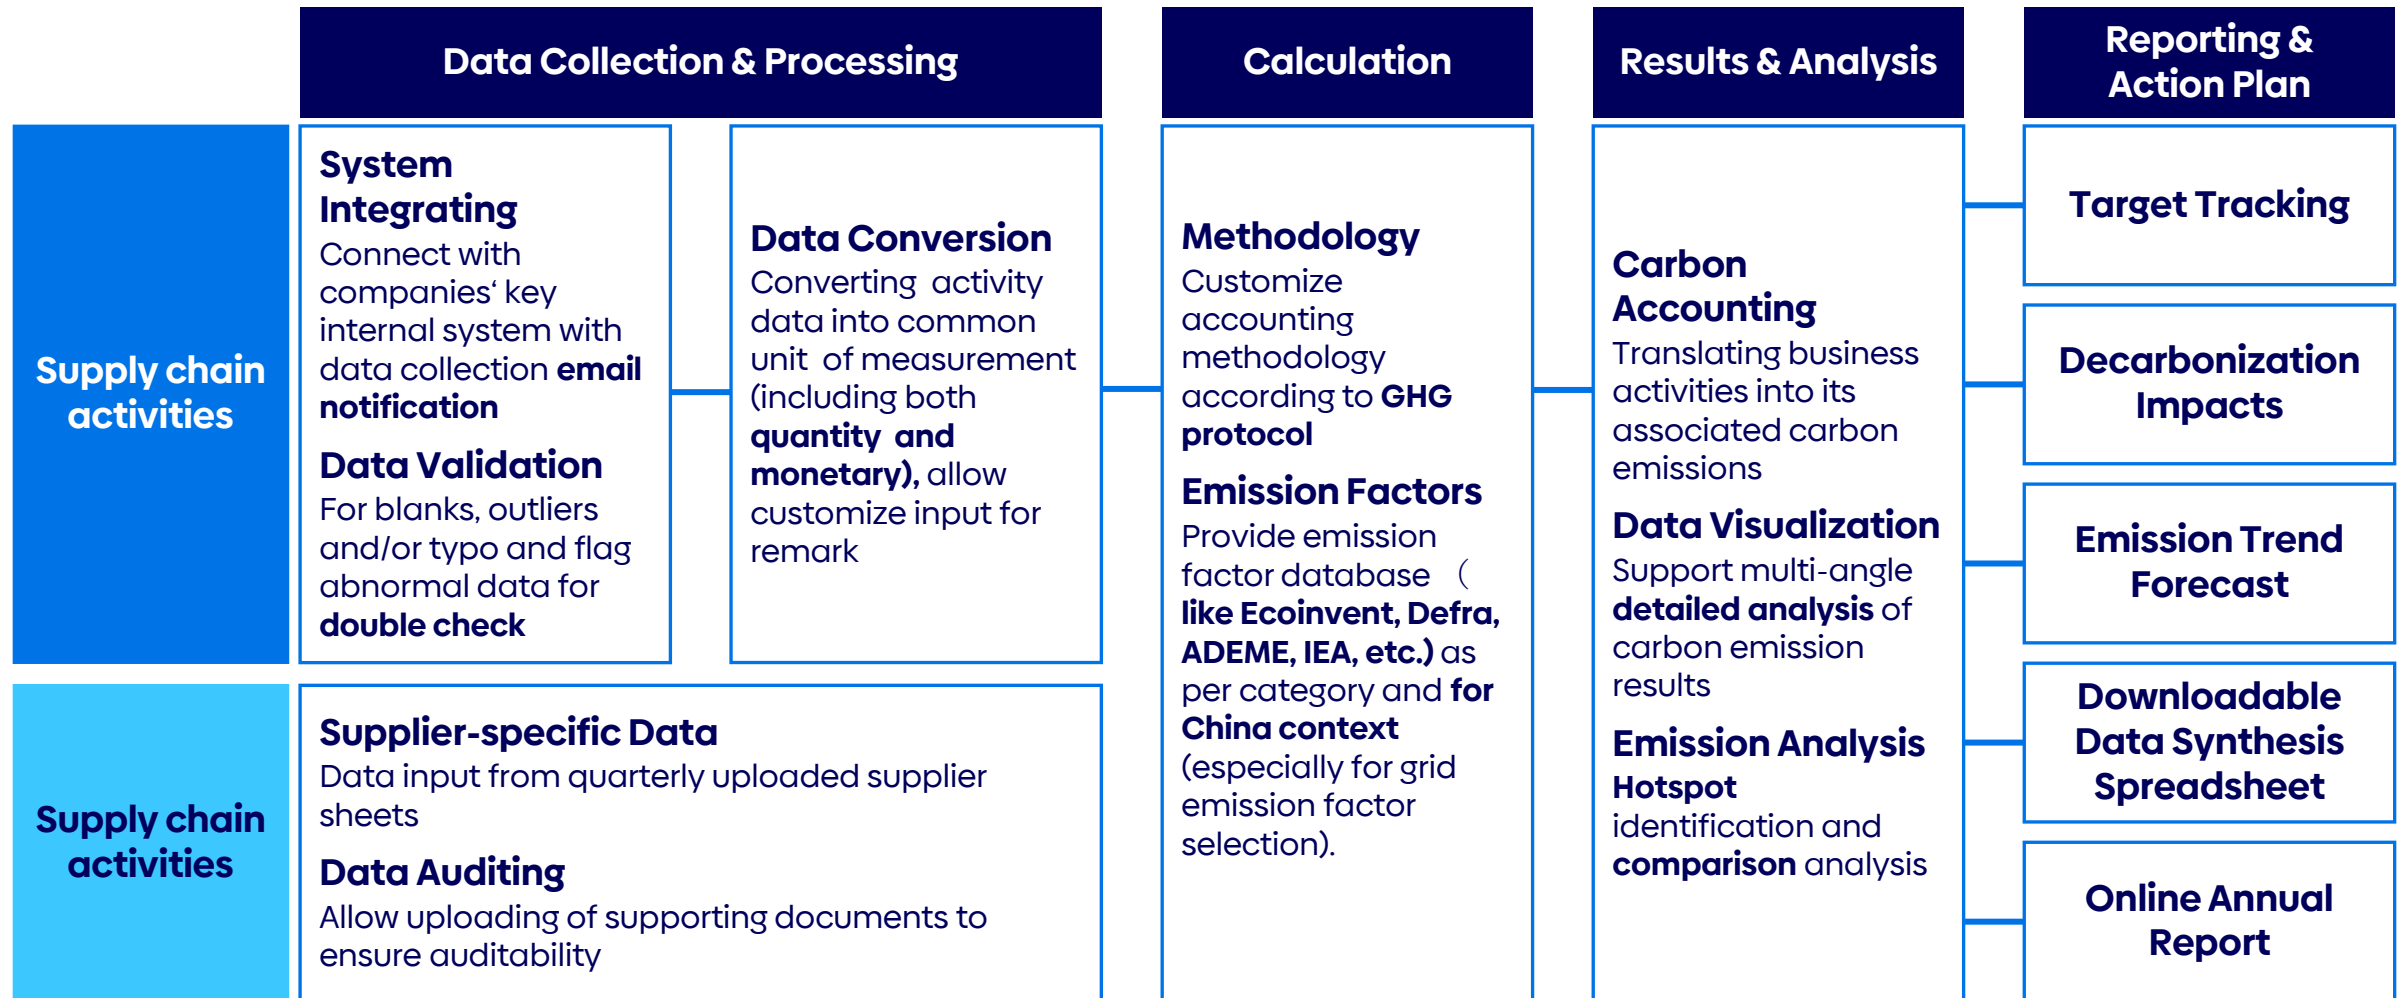 Data Collection & Processing
Calculation
Results & Analysis
Reporting &
Action Plan
Supply chain
activities
System
Integrating
Connect with
companies‘ key
internal system with
data collection email
notification
Data Validation
For blanks, outliers
and/or typo and flag
abnormal data for
double check
Data Conversion
Converting activity
data into common
unit of measurement
(including both
quantity and
monetary), allow
customize input for
remark
Supply chain
activities
Supplier-specific Data
Data input from quarterly uploaded supplier
sheets
Data Auditing
Allow uploading of supporting documents to
ensure auditability
Methodology
Customize
accounting
methodology
according to GHG
protocol
Emission Factors
Provide emission
factor database （
like Ecoinvent, Defra,
ADEME, IEA, etc.) as
per category and for
China context
(especially for grid
emission factor
selection).
Carbon
Accounting
Translating business
activities into its
associated carbon
emissions
Data Visualization
Support multi-angle
detailed analysis of
carbon emission
results
Emission Analysis
Hotspot
identification and
comparison analysis
Target Tracking
Decarbonization
Impacts
Emission Trend
Forecast
Downloadable
Data Synthesis
Spreadsheet
Online Annual
Report